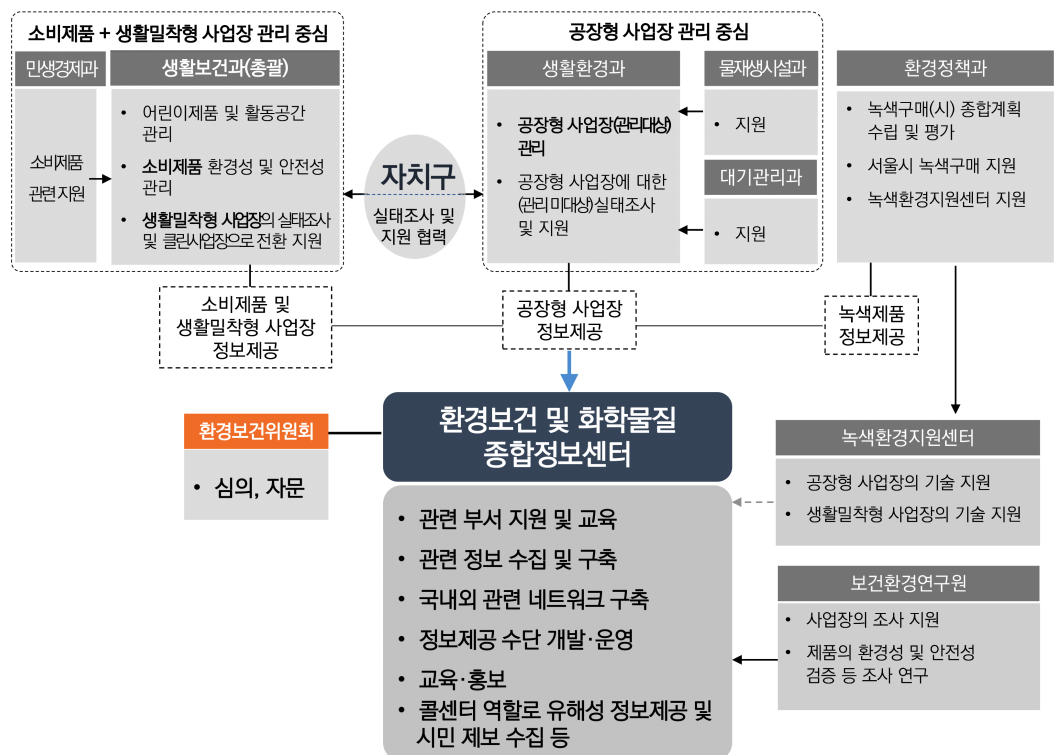 소비제품 + 생활밀착형 사업장 관리 중심
민생경제과
생활보건과(총괄)
소비제품
관련 지원
• 어린이제품 및 활동공간
관리
• 소비제품 환경성 및 안전성
관리
• 생활밀착형 사업장의 실태조사
및 클린사업장으로 전환 지원
자치구
실태조사 및
지원 협력
공장형 사업장 관리 중심
생활환경과
• 공장형 사업장(관리대상)
관리
• 공장형 사업장에 대한
(관리 미대상) 실태조사
및 지원
물재생시설과
• 지원
대기관리과
• 지원
환경정책과
• 녹색구매(시) 종합계획
수립 및 평가
• 서울시 녹색구매 지원
• 녹색환경지원센터 지원
소비제품 및
생활밀착형 사업장
정보제공
공장형 사업장
정보제공
녹색제품
정보제공
환경보건위원회
• 심의, 자문
환경보건 및 화학물질
종합정보센터
• 관련 부서 지원 및 교육
• 관련 정보 수집 및 구축
• 국내외 관련 네트워크 구축
• 정보제공 수단 개발·운영
• 교육·홍보
• 콜센터 역할로 유해성 정보제공 및
시민 제보 수집 등
녹색환경지원센터
• 공장형 사업장의 기술 지원
• 생활밀착형 사업장의 기술 지원
보건환경연구원
• 사업장의 조사 지원
• 제품의 환경성 및 안전성
검증 등 조사 연구